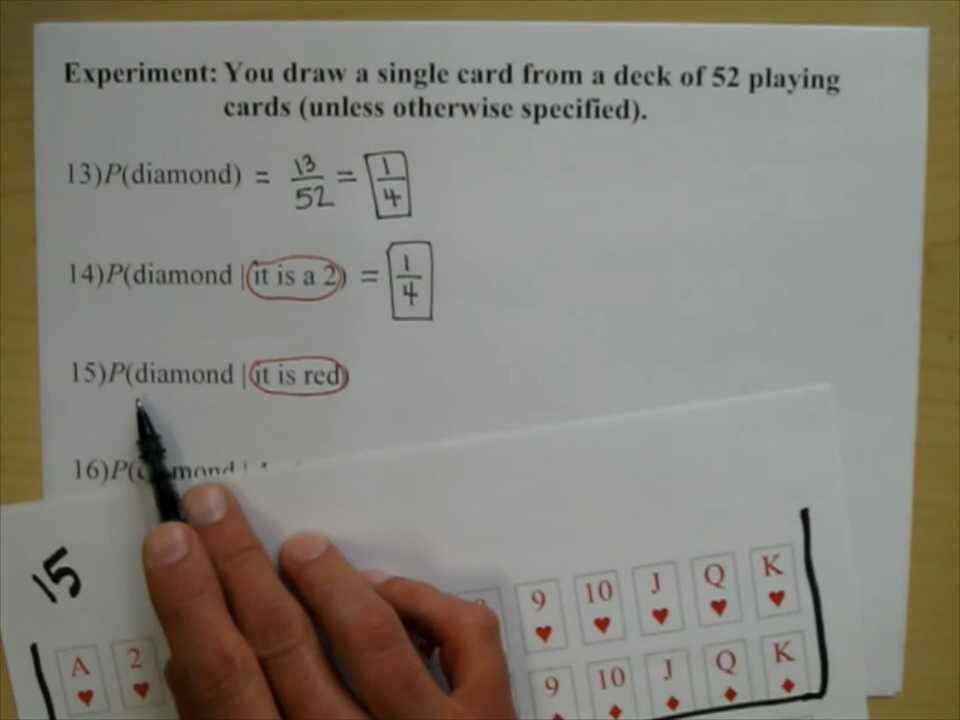 Experiment: You draw a single card from a deck of 52 playing
cards (unless otherwise specified).
13)P(diamond) = 13/52 = 1/4
14)P(diamond | it is a 2) = 1/4
15)P(diamond | it is red)
16)P(diamond |
15
9 10 J Q K
A 2
9 10 J Q K